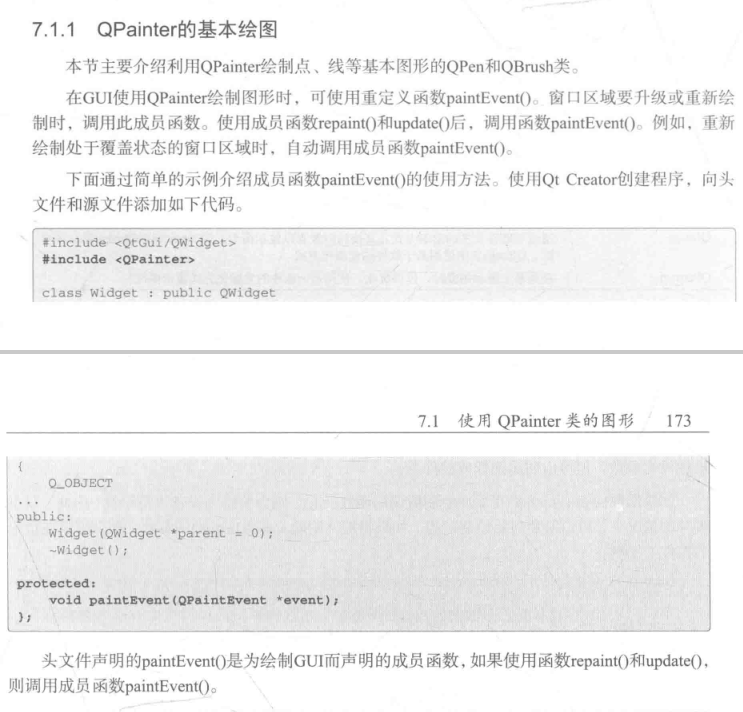 7.1.1 QPainter的基本绘图
本节主要介绍利用QPainter绘制点、线等基本图形的QPen和QBrush类。
在GUI使用QPainter绘制图形时，可使用重定义函数paintEvent()。窗口区域要升级或重新绘
制时，调用此成员函数。使用成员函数repaint()和update()后，调用函数paintEvent()。例如，重新
绘制处于覆盖状态的窗口区域时，自动调用成员函数paintEvent()。
下面通过简单的示例介绍成员函数paintEvent()的使用方法。使用Qt Creator创建程序，向头
文件和源文件添加如下代码。
#include <QtGui/QWidget>
#include <QPainter>
class Widget : public QWidget
7.1 使用 QPainter 类的图形 173
{
Q_OBJECT
...
public:
Widget(QWidget *parent = 0);
~Widget();
protected:
void paintEvent(QPaintEvent *event);
};
头文件声明的paintEvent()是为绘制GUI而声明的成员函数，如果使用函数repaint()和update()，
则调用成员函数paintEvent()。